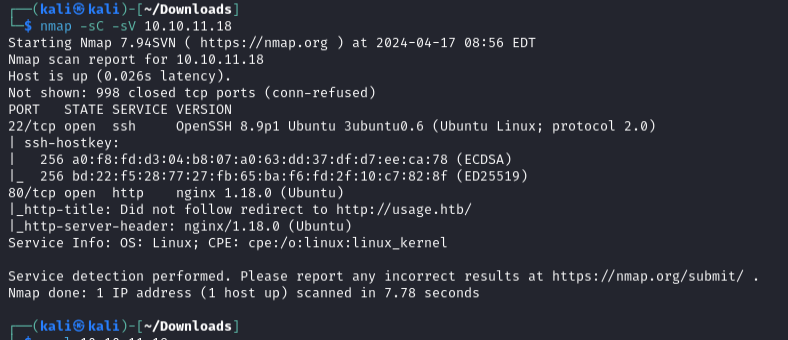 ┌──(kali㉿kali)-[~/Downloads]
└─$ nmap -sC -sV 10.10.11.18
Starting Nmap 7.94SVN ( https://nmap.org ) at 2024-04-17 08:56 EDT
Nmap scan report for 10.10.11.18
Host is up (0.026s latency).
Not shown: 998 closed tcp ports (conn-refused)
PORT   STATE SERVICE VERSION
22/tcp open  ssh     OpenSSH 8.9p1 Ubuntu 3ubuntu0.6 (Ubuntu Linux; protocol 2.0)
| ssh-hostkey:
|   256 a0:f8:fd:d3:04:b8:07:a0:63:dd:37:df:d7:ee:ca:78 (ECDSA)
|_  256 bd:22:f5:28:77:27:fb:65:ba:f6:fd:2f:10:c7:82:8f (ED25519)
80/tcp open  http    nginx 1.18.0 (Ubuntu)
|_http-title: Did not follow redirect to http://usage.htb/
|_http-server-header: nginx/1.18.0 (Ubuntu)
Service Info: OS: Linux; CPE: cpe:/o:linux:linux_kernel
Service detection performed. Please report any incorrect results at https://nmap.org/submit/ .
Nmap done: 1 IP address (1 host up) scanned in 7.78 seconds
┌──(kali㉿kali)-[~/Downloads]